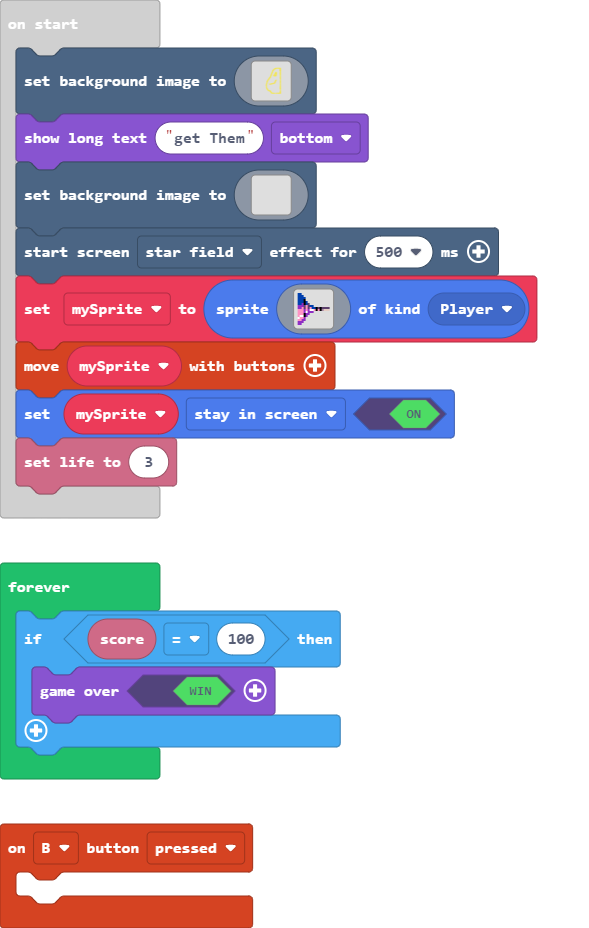 on start
set background image to
show long text "get Them" bottom
set background image to
start screen star field effect for 500 ms
set mySprite to sprite of kind Player
move mySprite with buttons
set mySprite stay in screen ON
set life to 3
forever
if score = 100 then
game over WIN
on B button pressed